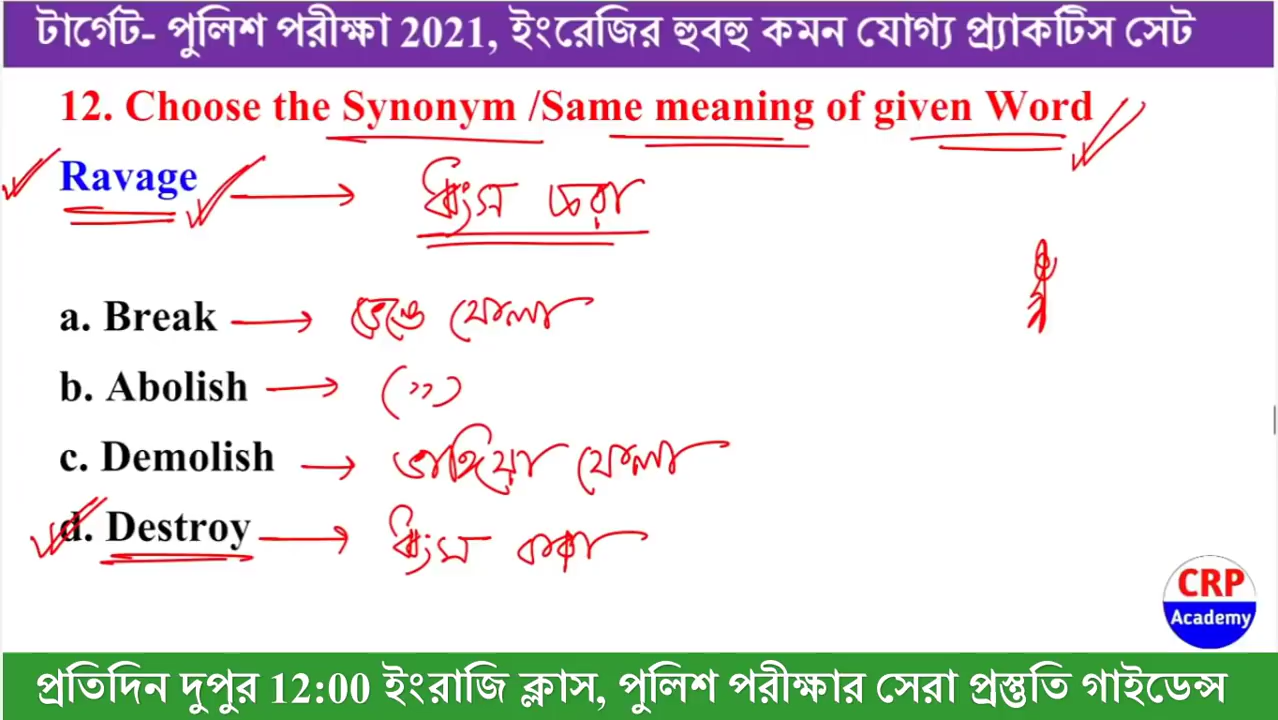 টার্গেট- পুলিশ পরীক্ষা 2021, ইংরেজির হুবহু কমন যোগ্য প্র্যাকটিস সেট
12. Choose the Synonym /Same meaning of given Word
Ravage → ধ্বংস করা
a. Break →
b. Abolish → (")
c. Demolish → ভাঙ্গিয়া ফেলা
d. Destroy → ধ্বংস করা
CRP
Academy
প্রতিদিন দুপুর 12:00 ইংরাজি ক্লাস, পুলিশ পরীক্ষার সেরা প্রস্তুতি গাইডেন্স